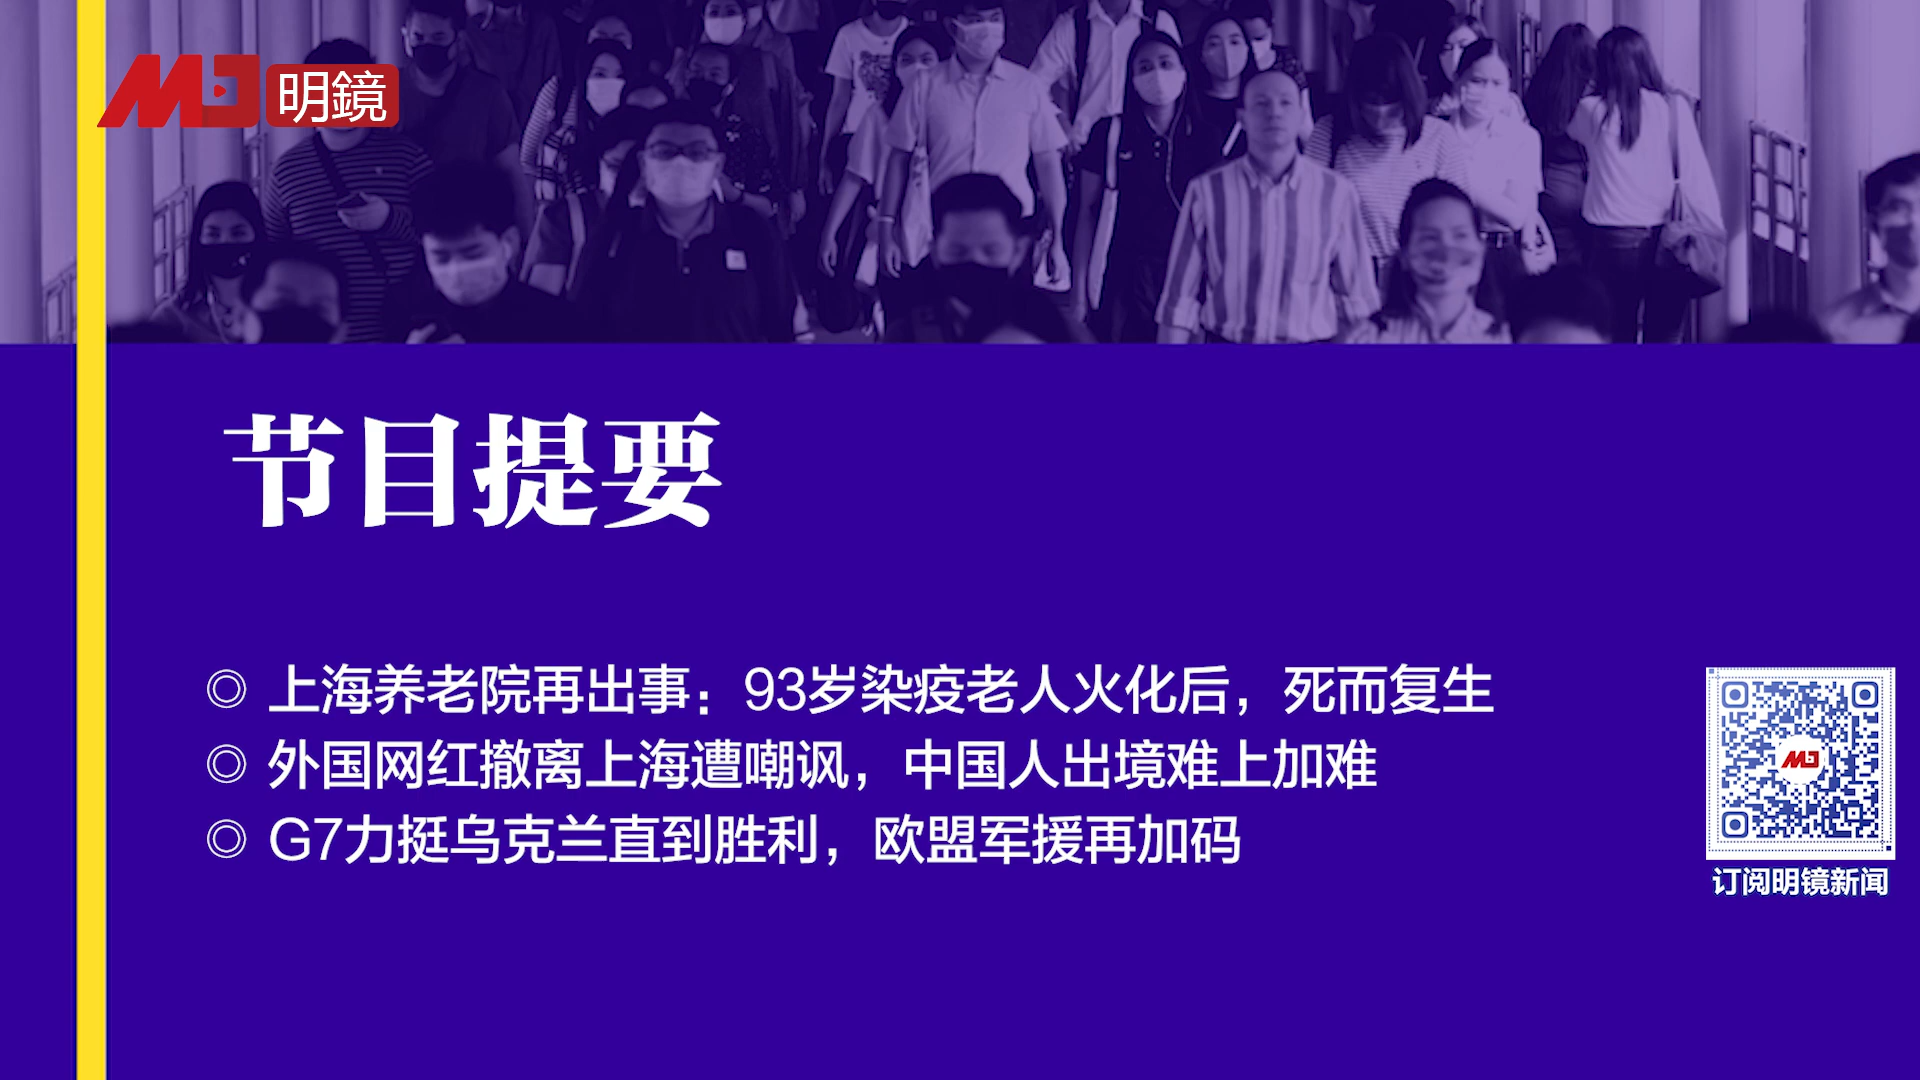 MG 明鏡
节目提要
◎ 上海养老院再出事：93岁染疫老人火化后，死而复生
◎ 外国网红撤离上海遭嘲讽，中国人出境难上加难
◎ G7力挺乌克兰直到胜利，欧盟军援再加码
MG
订阅明镜新闻